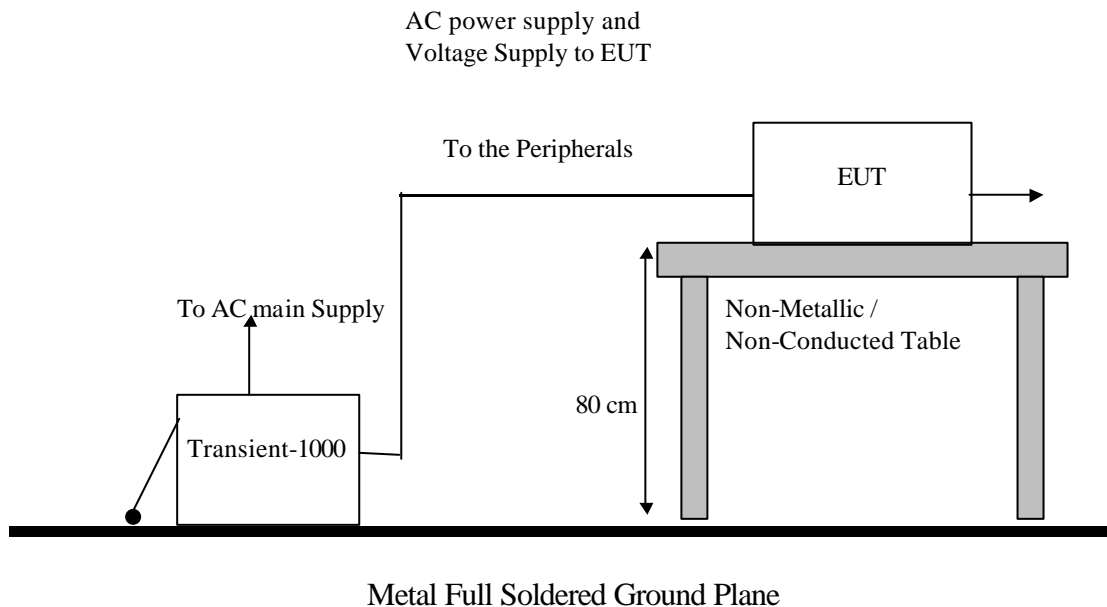 AC power supply and
Voltage Supply to EUT
To the Peripherals
EUT
To AC main Supply
Non-Metallic /
Non-Conducted Table
80 cm
Transient-1000
Metal Full Soldered Ground Plane